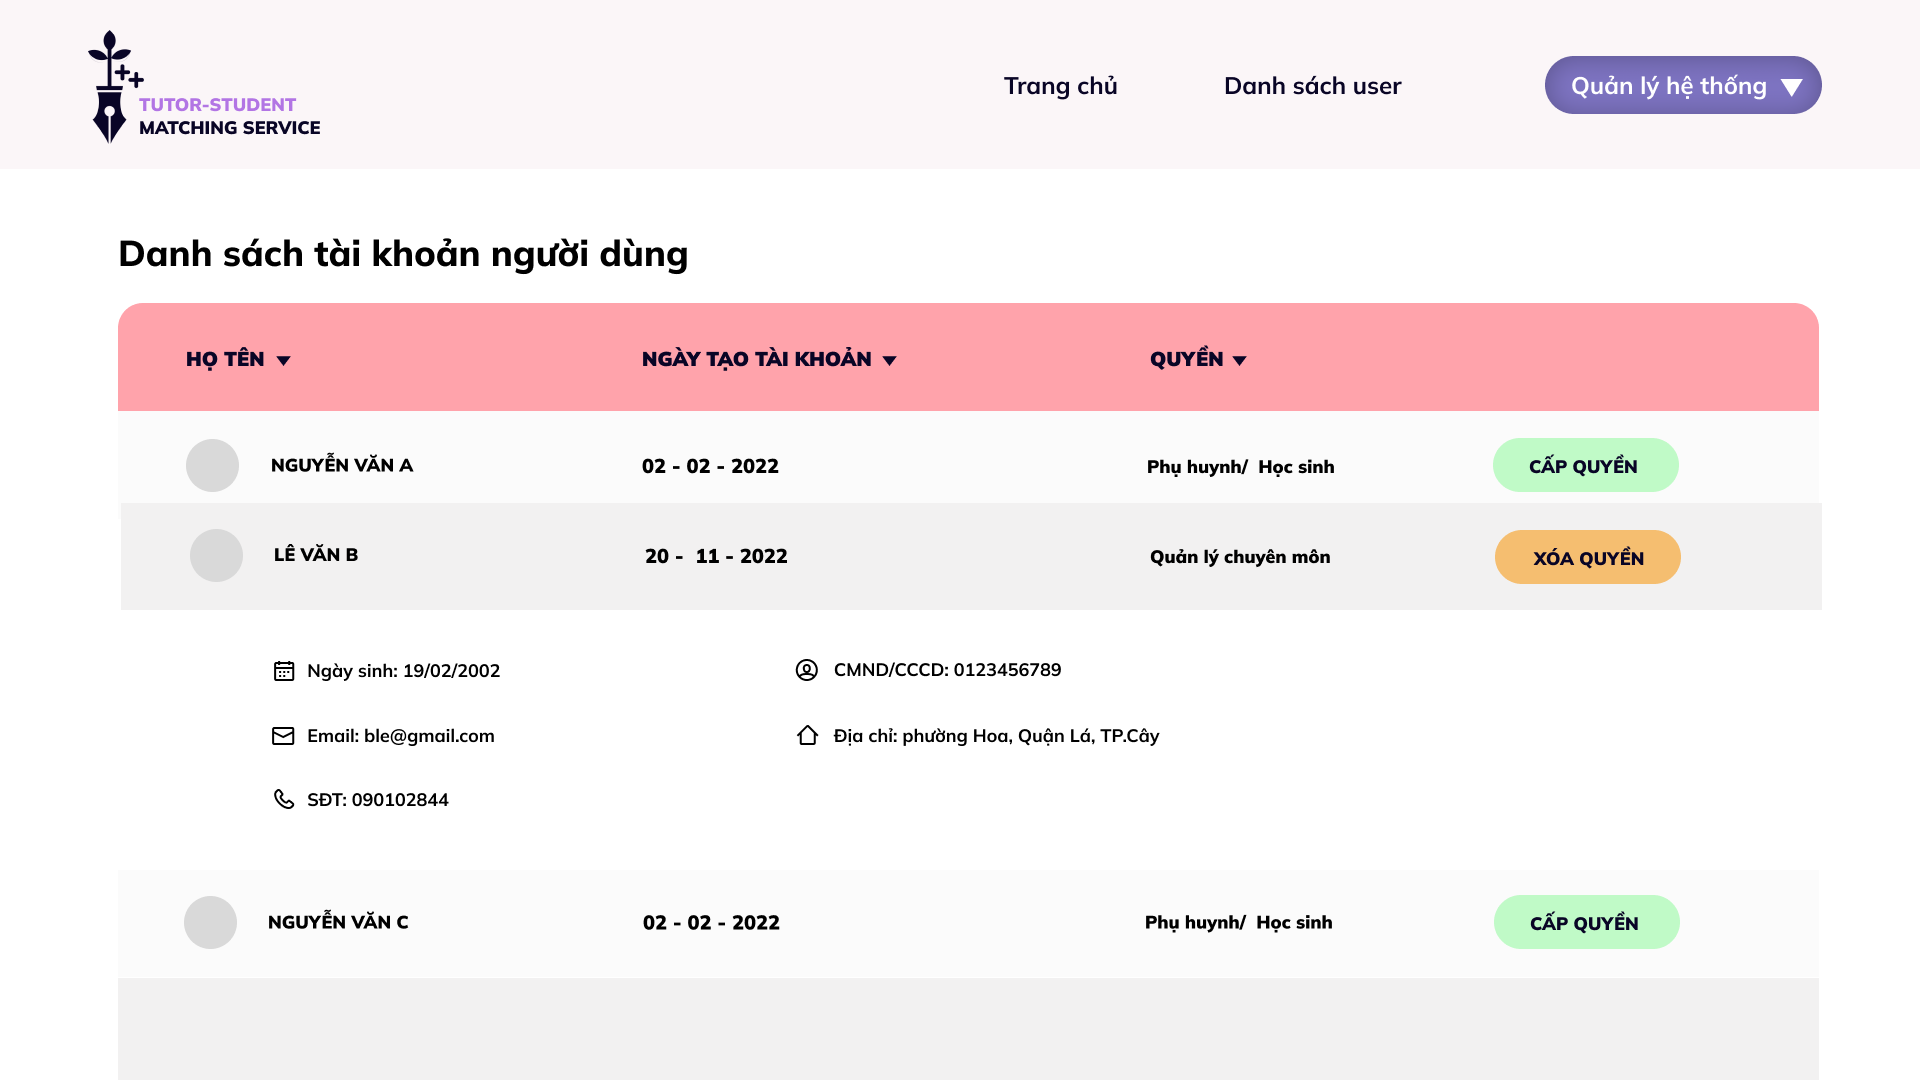 TUTOR-STUDENT
MATCHING SERVICE
Trang chủ
Danh sách user
Quản lý hệ thống
Danh sách tài khoản người dùng
HỌ TÊN
NGÀY TẠO TÀI KHOẢN
QUYỀN
NGUYỄN VĂN A
02 - 02 - 2022
Phụ huynh/ Học sinh
CẤP QUYỀN
LÊ VĂN B
20 - 11 - 2022
Quản lý chuyên môn
XÓA QUYỀN
Ngày sinh: 19/02/2002
CMND/CCCD: 0123456789
Email: ble@gmail.com
Địa chỉ: phường Hoa, Quận Lá, TP.Cây
SĐT: 090102844
NGUYỄN VĂN C
02 - 02 - 2022
Phụ huynh/ Học sinh
CẤP QUYỀN